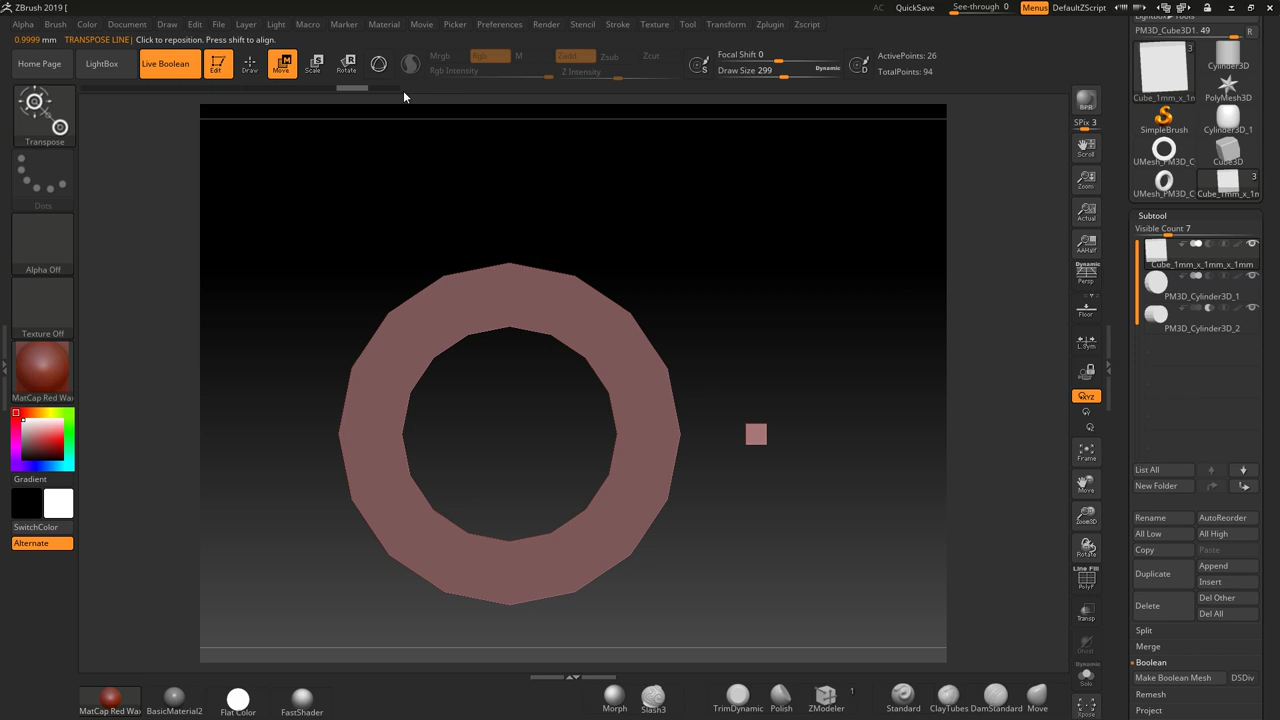 ZBrush 2019 [
AC
QuickSave
See-through 0
Menus
DefaultZScript
Alpha
Brush
Color
Document
Draw
Edit
File
Layer
Light
Macro
Marker
Material
Movie
Picker
Preferences
Render
Stencil
Stroke
Texture
Tool
Transform
Zplugin
Zscript
0.9999 mm TRANSPOSE LINE| Click to reposition. Press shift to align.
Home Page
LightBox
Live Boolean
Edit
Draw
Move
Scale
Rotate
Mrgb
Rgb
M
Rgb Intensity
Zadd
Zsub
Zcut
Z Intensity
Focal Shift 0
Draw Size 299
Dynamic
ActivePoints: 26
TotalPoints: 94
Transpose
Dots
Alpha Off
Texture Off
MatCap Red Wa
Gradient
SwitchColor
Alternate
BPR
SPix 3
Scroll
Zoom
Actual
AAHalf
Dynamic
Persp
Floor
L.Sym
XYZ
Frame
Move
Zoom3D
Rotate
Line Fill
PolyF
Transp
Ghost
Dynamic
Solo
Xpose
PM3D_Cube3D1. 49
R
3
Cube_1mm_x_1m
Cylinder3D
PolyMesh3D
SimpleBrush
Cylinder3D_1
UMesh_PM3D_C
Cube3D
UMesh_PM3D_C
3
Cube_1mm_x_1m
Subtool
Visible Count 7
Cube_1mm_x_1mm_x_1mm
PM3D_Cylinder3D_1
PM3D_Cylinder3D_2
List All
New Folder
Rename
AutoReorder
All Low
All High
Copy
Paste
Duplicate
Append
Insert
Delete
Del Other
Del All
Split
Merge
Boolean
Make Boolean Mesh
DSDiv
Remesh
Project
MatCap Red Wa
BasicMaterial2
Flat Color
FastShader
Morph
Slash3
TrimDynamic
Polish
ZModeler
1
Standard
ClayTubes
DamStandard
Move